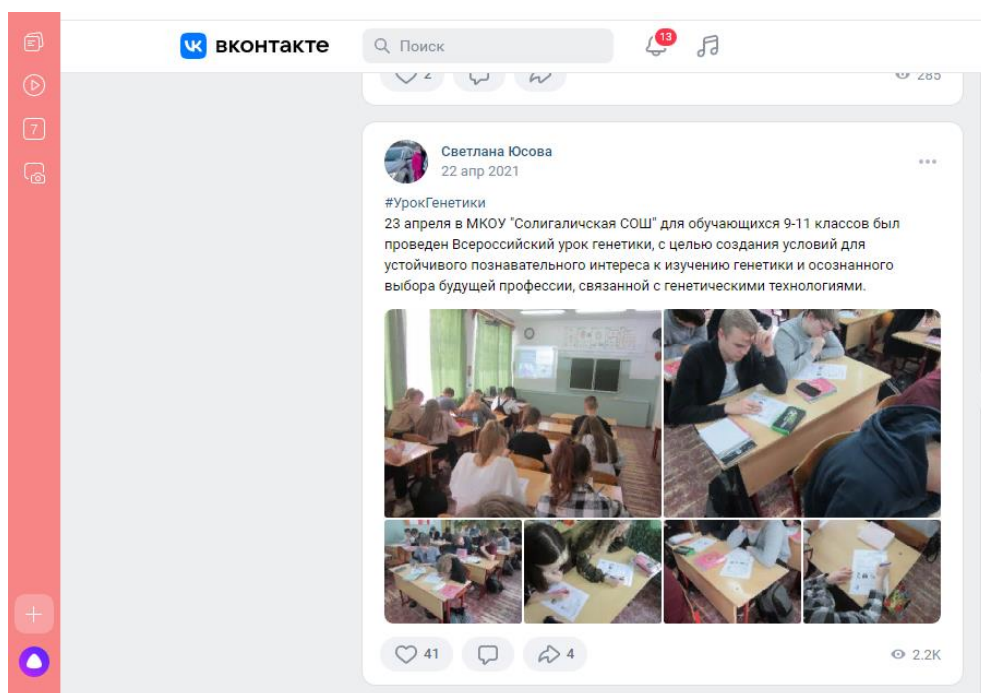 вконтакте
Поиск
13
7
2
285
Светлана Юсова
22 апр 2021
#УрокГенетики
23 апреля в МКОУ "Солигаличская СОШ" для обучающихся 9-11 классов был
проведен Всероссийский урок генетики, с целью создания условий для
устойчивого познавательного интереса к изучению генетики и осознанного
выбора будущей профессии, связанной с генетическими технологиями.
41
4
2.2K